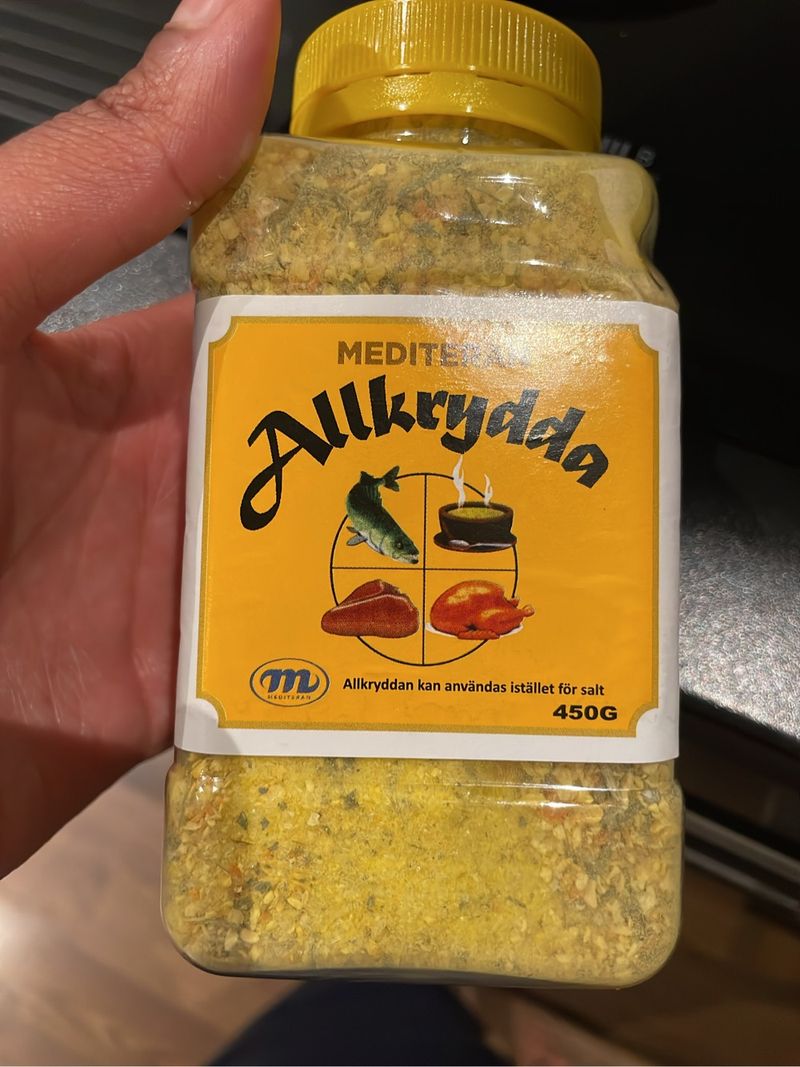 MEDITERAN
Allkrydda
m
MEDITERAN
Allkryddan kan användas istället för salt
450G